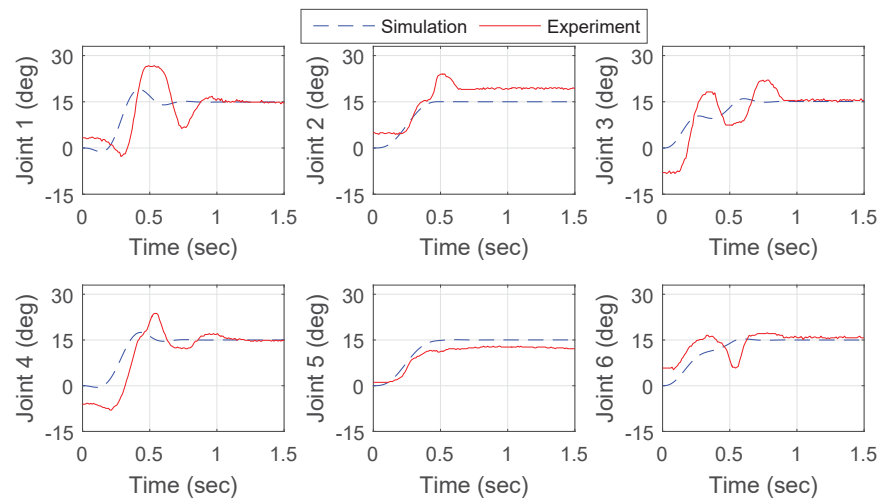 Simulation Experiment
30
15
0
-15
Joint 1 (deg)
0 0.5 1 1.5
Time (sec)
30
15
0
-15
Joint 2 (deg)
0 0.5 1 1.5
Time (sec)
30
15
0
-15
Joint 3 (deg)
0 0.5 1 1.5
Time (sec)
30
15
0
-15
Joint 4 (deg)
0 0.5 1 1.5
Time (sec)
30
15
0
-15
Joint 5 (deg)
0 0.5 1 1.5
Time (sec)
30
15
0
-15
Joint 6 (deg)
0 0.5 1 1.5
Time (sec)